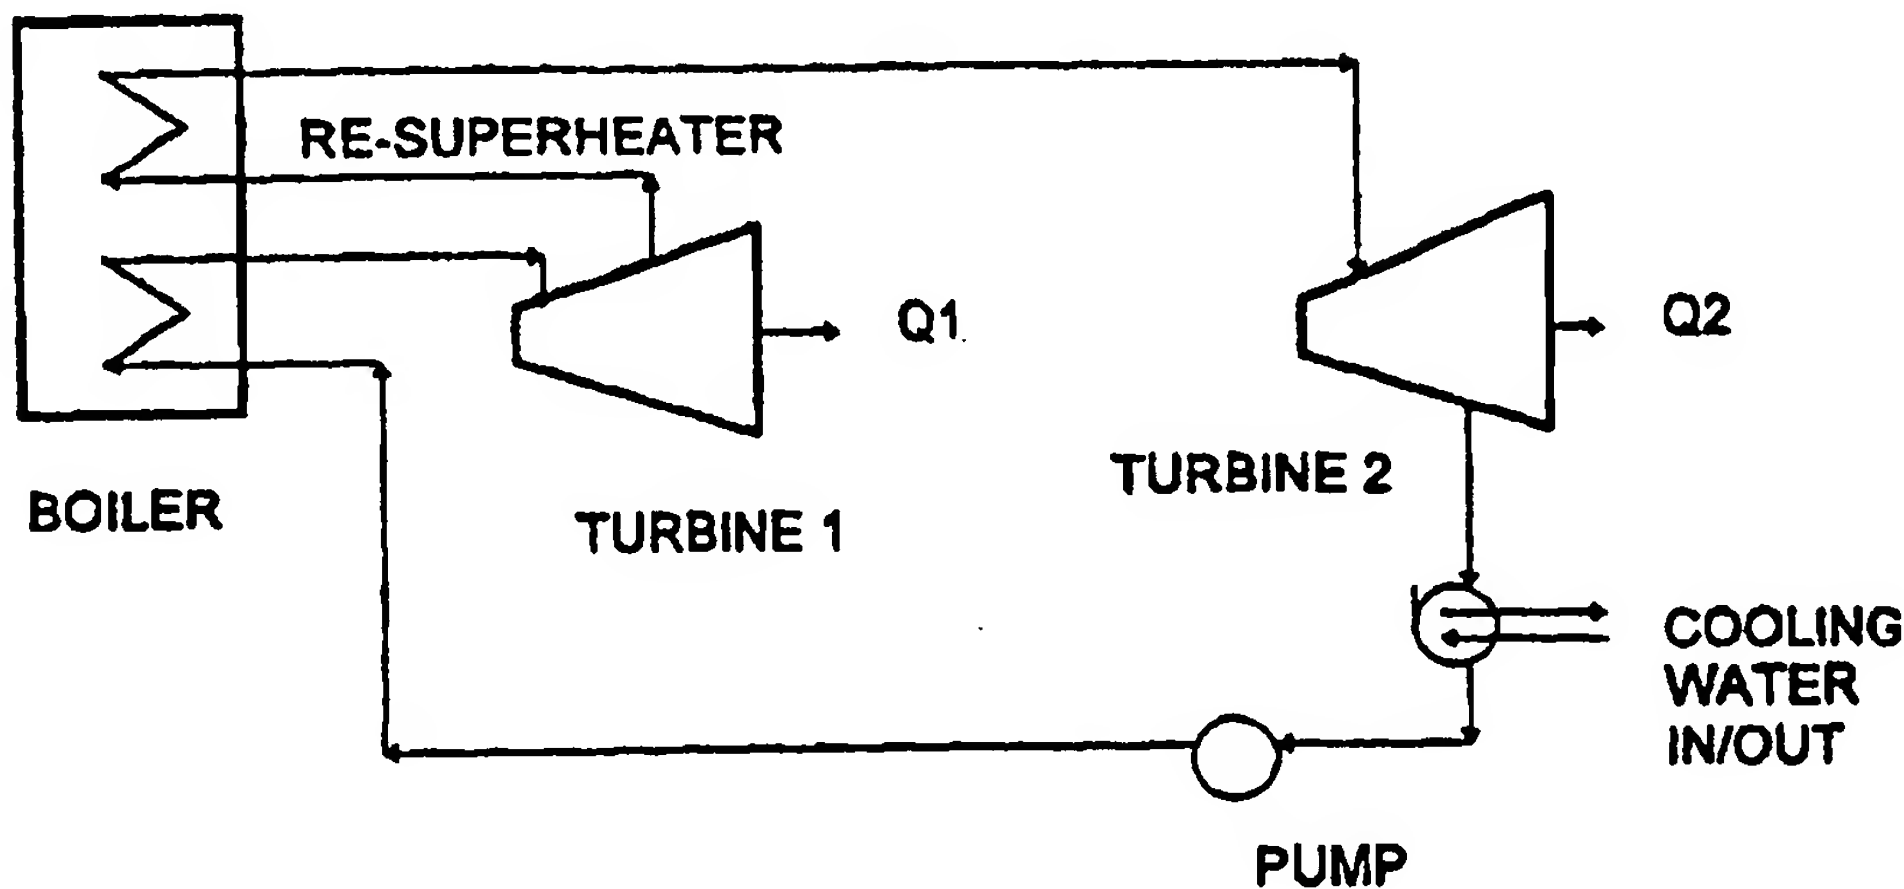 RE-SUPERHEATER
Q1
Q2
TURBINE 2
BOILER
TURBINE 1
COOLING
WATER
IN/OUT
PUMP